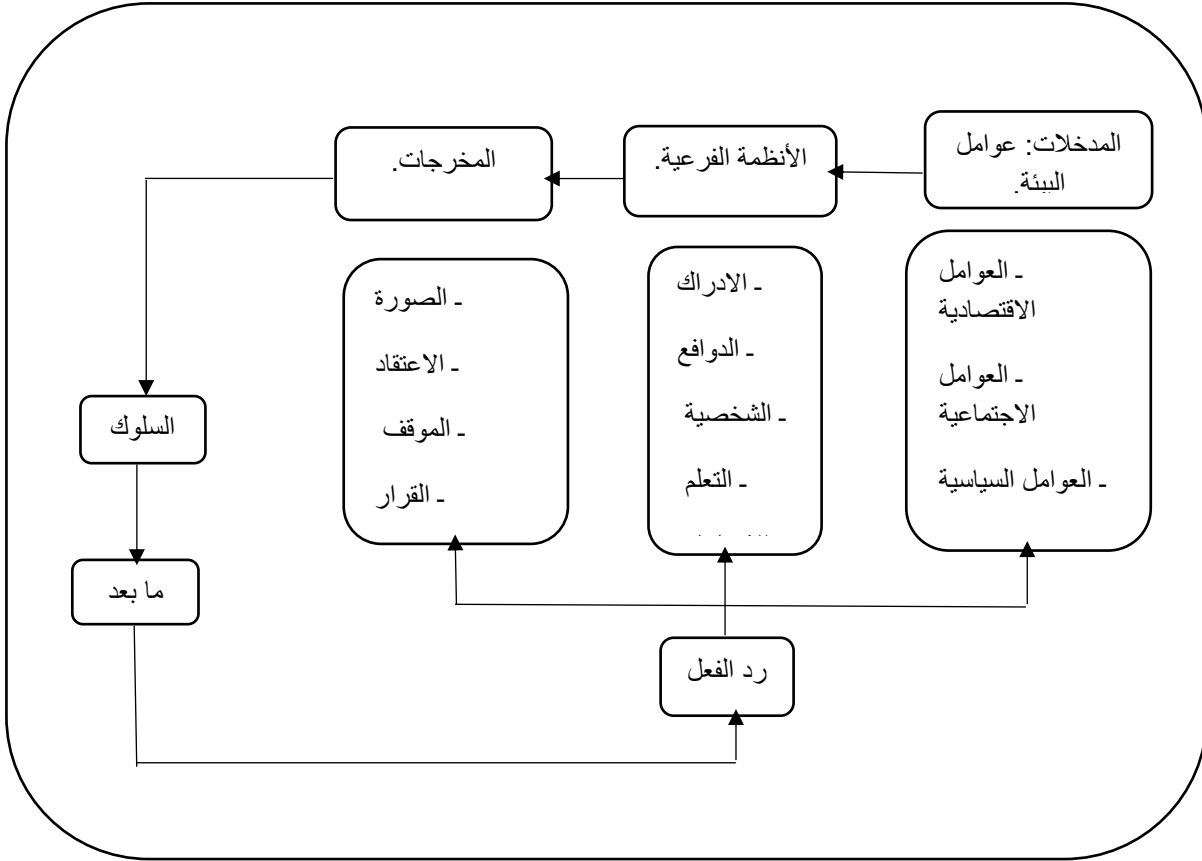 المدخلات: عوامل
البيئة.
الأنظمة الفرعية.
المخرجات.
ـ العوامل
الاقتصادية
ـ العوامل
الاجتماعية
ـ العوامل السياسية
ـ الادراك
ـ الدوافع
ـ الشخصية
ـ التعلم
ـ الصورة
ـ الاعتقاد
ـ الموقف
ـ القرار
السلوك
ما بعد
رد الفعل